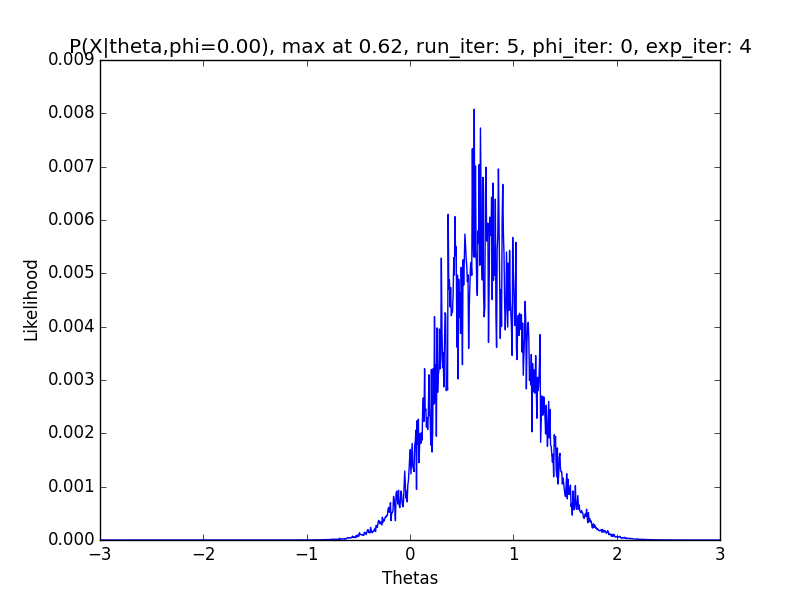 P(X|theta,phi=0.00), max at 0.62, run_iter: 5, phi_iter: 0, exp_iter: 4
0.009
0.008
0.007
0.006
0.005
0.004
0.003
0.002
0.001
0.000
Likelihood
−3 −2 −1 0 1 2 3
Thetas